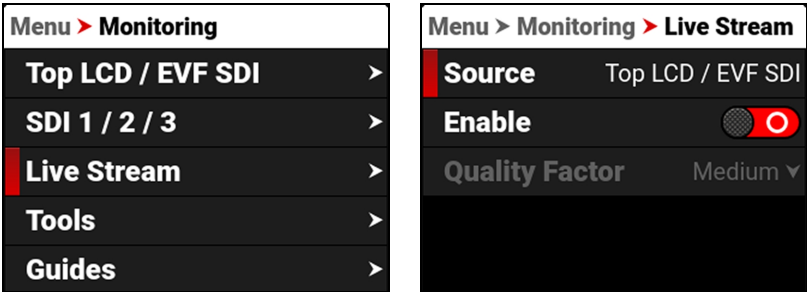 Menu ➤ Monitoring
Top LCD / EVF SDI
SDI 1 / 2 / 3
Live Stream
Tools
Guides
Menu ➤ Monitoring ➤ Live Stream
Source Top LCD / EVF SDI
Enable
Quality Factor Medium